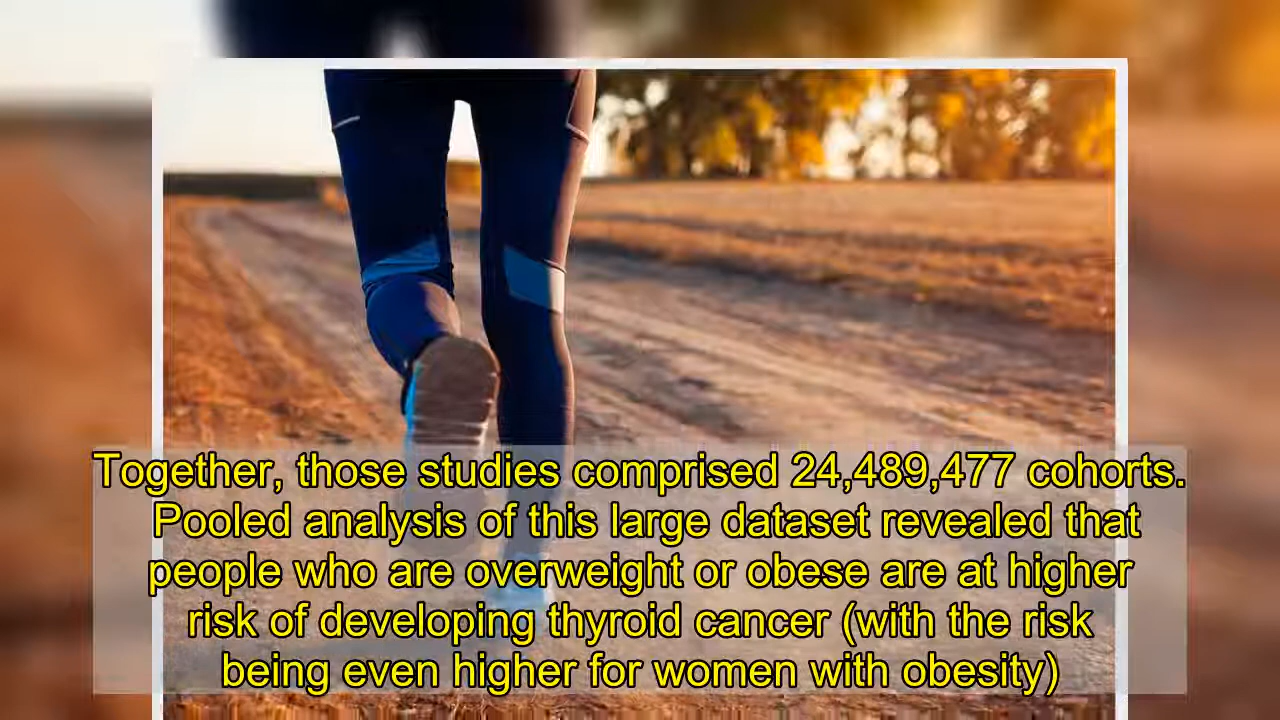 Together, those studies comprised 24,489,477 cohorts.
Pooled analysis of this large dataset revealed that
people who are overweight or obese are at higher
risk of developing thyroid cancer (with the risk
being even higher for women with obesity)